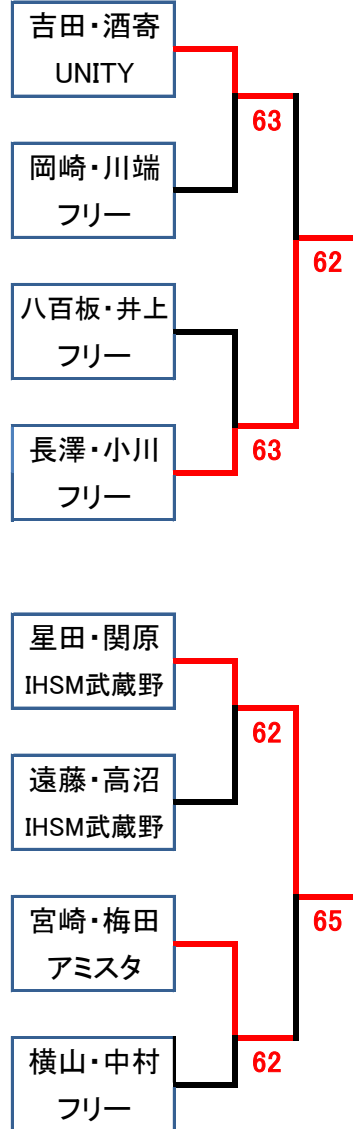 吉田・酒寄
UNITY
63
岡崎・川端
フリー
62
八百板・井上
フリー
63
長澤・小川
フリー
星田・関原
IHSM武蔵野
62
遠藤・高沼
IHSM武蔵野
65
宮崎・梅田
アミスタ
62
横山・中村
フリー